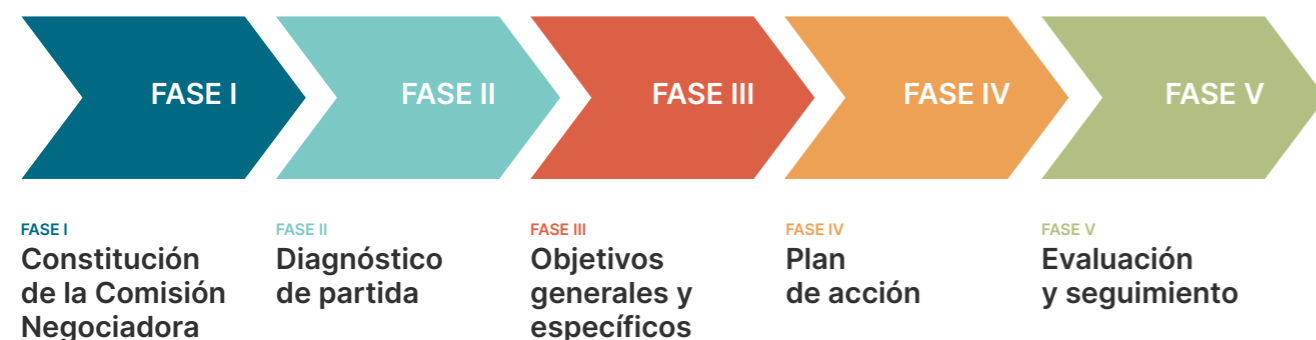 FASE I
FASE II
FASE III
FASE IV
FASE V
FASE I
Constitución
de la Comisión
Negociadora
FASE II
Diagnóstico
de partida
FASE III
Objetivos
generales y
específicos
FASE IV
Plan
de acción
FASE V
Evaluación
y seguimiento